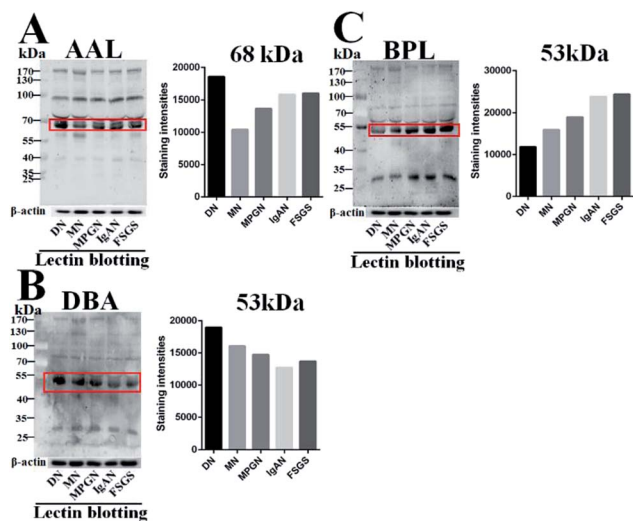 A
AAL
kDa
170
130
100
70
55
40
35
25
β-actin
DN
MN
MPGN
IgAN
FSGS
Lectin blotting
68 kDa
Staining intensities
20000
15000
10000
5000
0
DN
MN
MPGN
IgAN
FSGS
C
BPL
kDa
170
130
100
70
55
40
35
25
β-actin
DN
MN
MPGN
IgAN
FSGS
Lectin blotting
53kDa
Staining intensities
30000
20000
10000
0
DN
MN
MPGN
IgAN
FSGS
B
DBA
kDa
170
130
100
70
55
40
35
25
β-actin
DN
MN
MPGN
IgAN
FSGS
Lectin blotting
53kDa
Staining intensities
20000
15000
10000
5000
0
DN
MN
MPGN
IgAN
FSGS